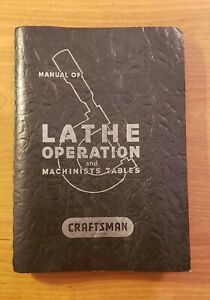 MANUAL OF
LATHE
OPERATION
and
MACHINISTS TABLES
CRAFTSMAN